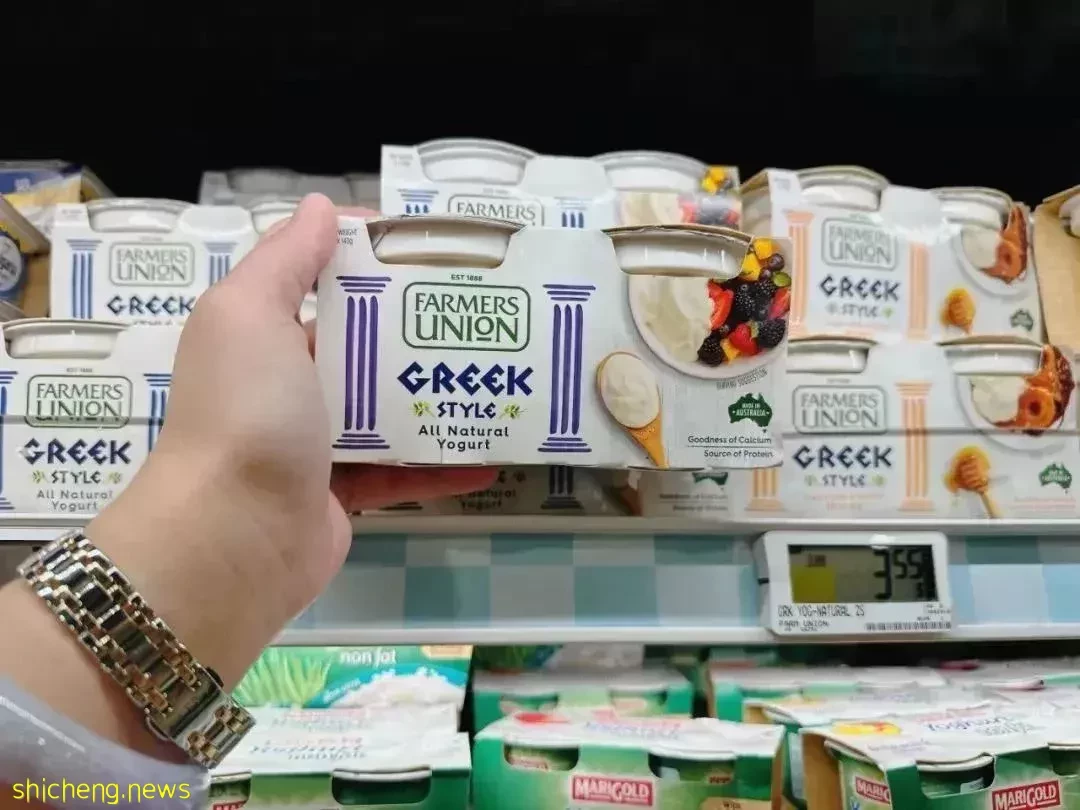 EST 1888
FARMERS
UNION
GREEK
STYLE
All Natural
Yogurt
SERVING SUGGESTION
MADE IN
AUSTRALIA
Goodness of Calcium
Source of Protein
FARMERS
FARMERS
UNION
GREEK
STYLE
FARMERS
UNION
GREEK
STYLE
All Natural
Yogurt
FARMERS
UNION
GREEK
STYLE
FARMERS
UNION
GREEK
STYLE
3.55
GRK YOG-NATURAL 2S
FARM UNION
non fat
MARIGOLD
MARIGOLD
MARIGOLD
shicheng.news